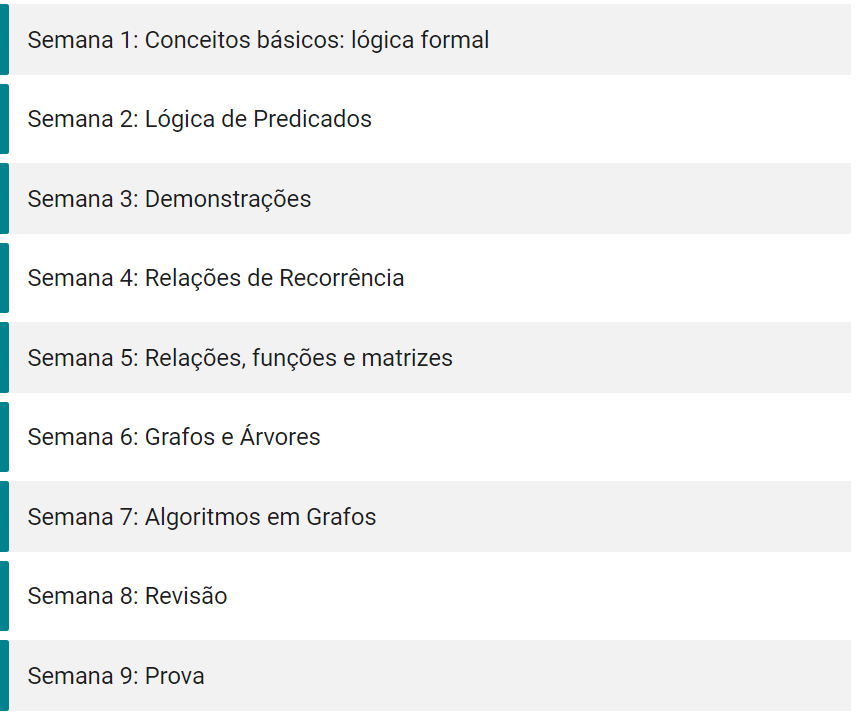 Semana 1: Conceitos básicos: lógica formal
Semana 2: Lógica de Predicados
Semana 3: Demonstrações
Semana 4: Relações de Recorrência
Semana 5: Relações, funções e matrizes
Semana 6: Grafos e Árvores
Semana 7: Algoritmos em Grafos
Semana 8: Revisão
Semana 9: Prova